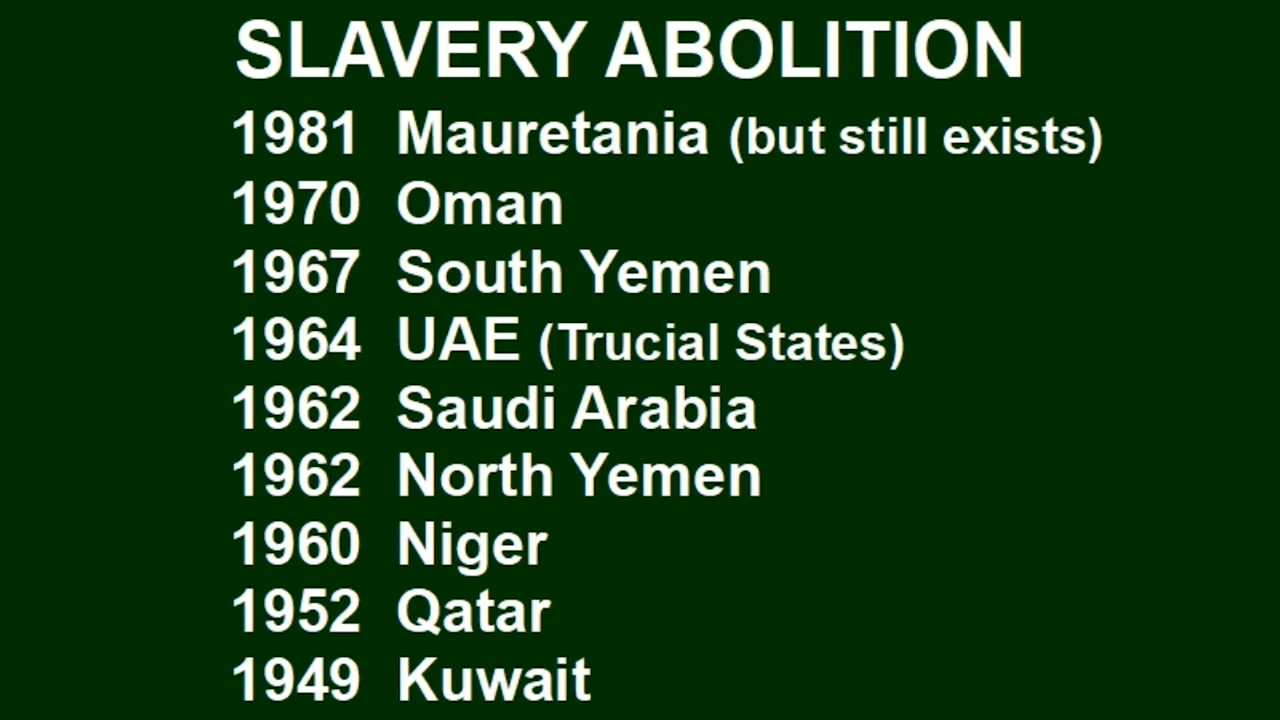 SLAVERY ABOLITION
1981 Mauretania (but still exists)
1970 Oman
1967 South Yemen
1964 UAE (Trucial States)
1962 Saudi Arabia
1962 North Yemen
1960 Niger
1952 Qatar
1949 Kuwait